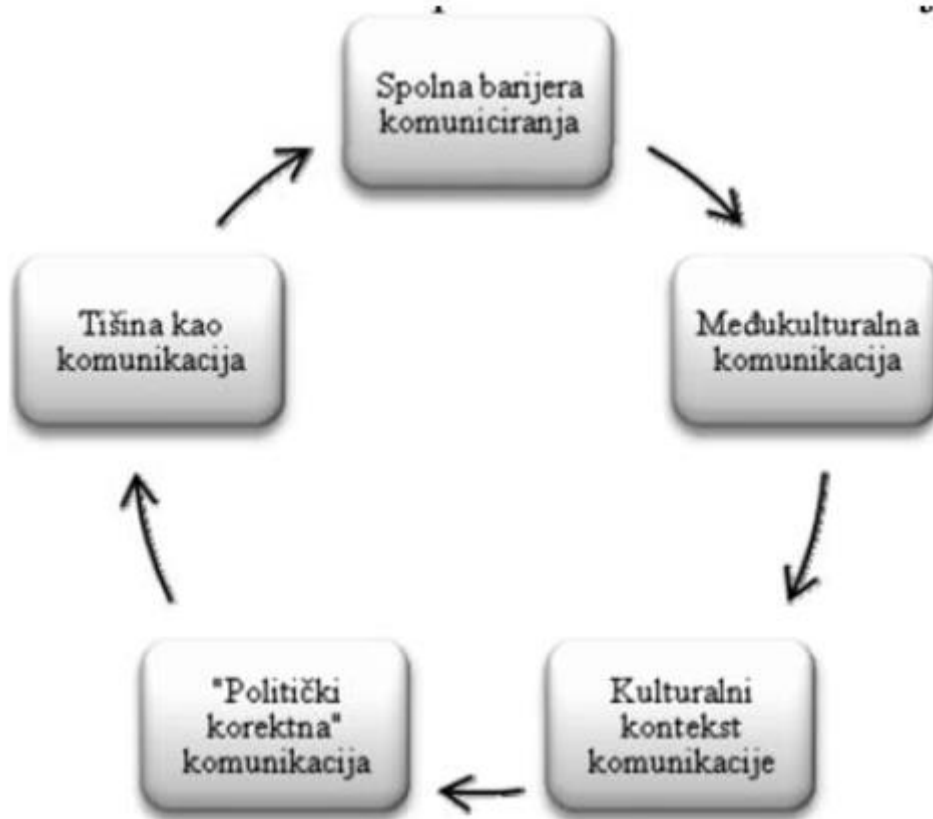 Spolna barijera
komuniciranja
Međukulturalna
komunikacija
Kulturalni
kontekst
komunikacije
"Politički
korektna"
komunikacija
Tišina kao
komunikacija